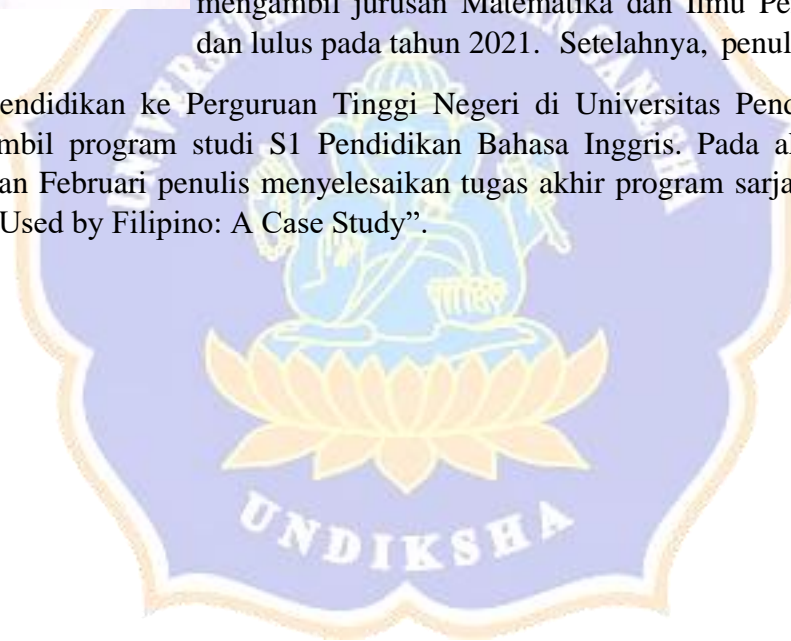 mengambil jurusan Matematika dan Ilmu Pe
dan lulus pada tahun 2021. Setelahnya, penul
endidikan ke Perguruan Tinggi Negeri di Universitas Pend
mbil program studi S1 Pendidikan Bahasa Inggris. Pada a
an Februari penulis menyelesaikan tugas akhir program sarja
Used by Filipino: A Case Study”.
UNDIKSHA